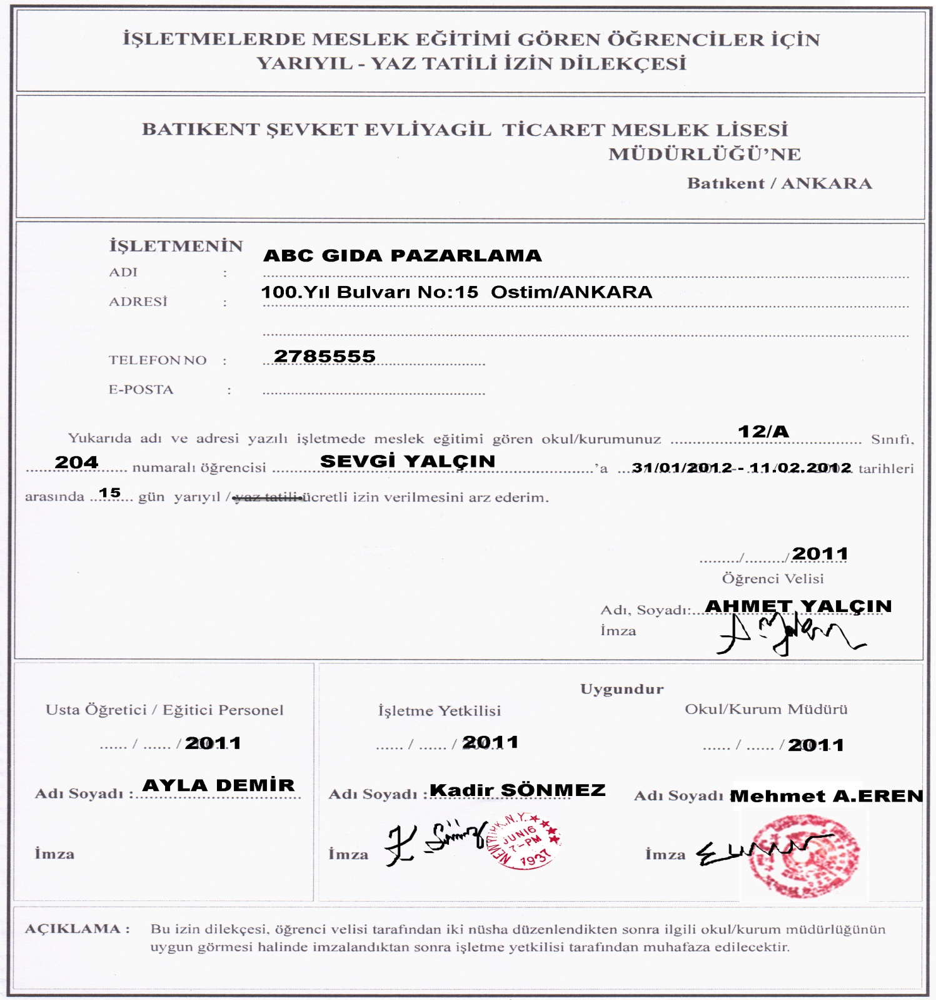 İŞLETMELERDE MESLEK EĞİTİMİ GÖREN ÖĞRENCİLER İÇİN
YARIYIL - YAZ TATİLİ İZİN DİLEKÇESİ
BATIKENT ŞEVKET EVLİYAGİL TİCARET MESLEK LİSESİ
MÜDÜRLÜĞÜ'NE
Batıkent / ANKARA
İŞLETMENİN
ADI : ABC GIDA PAZARLAMA
ADRESİ : 100.Yıl Bulvarı No:15 Ostim/ANKARA
TELEFON NO : 2785555
E-POSTA :
Yukarıda adı ve adresi yazılı işletmede meslek eğitimi gören okul/kurumunuz 12/A Sınıfı,
204 numaralı öğrencisi SEVGİ YALÇIN 'a 31/01/2012 - 11.02.2012 tarihleri
arasında 15 gün yarıyıl / yaz tatili ücretli izin verilmesini arz ederim.
......../......../2011
Öğrenci Velisi
Adı, Soyadı: AHMET YALÇIN
İmza
Uygundur
Usta Öğretici / Eğitici Personel İşletme Yetkilisi Okul/Kurum Müdürü
...... / ...... / 2011 ...... / ...... / 2011 ...... / ...... / 2011
Adı Soyadı : AYLA DEMİR Adı Soyadı : Kadir SÖNMEZ Adı Soyadı : Mehmet A.EREN
İmza İmza İmza
N.Y.
JUN16
7-PM
1937
AÇIKLAMA : Bu izin dilekçesi, öğrenci velisi tarafından iki nüsha düzenlendikten sonra ilgili okul/kurum müdürlüğünün
uygun görmesi halinde imzalandıktan sonra işletme yetkilisi tarafından muhafaza edilecektir.